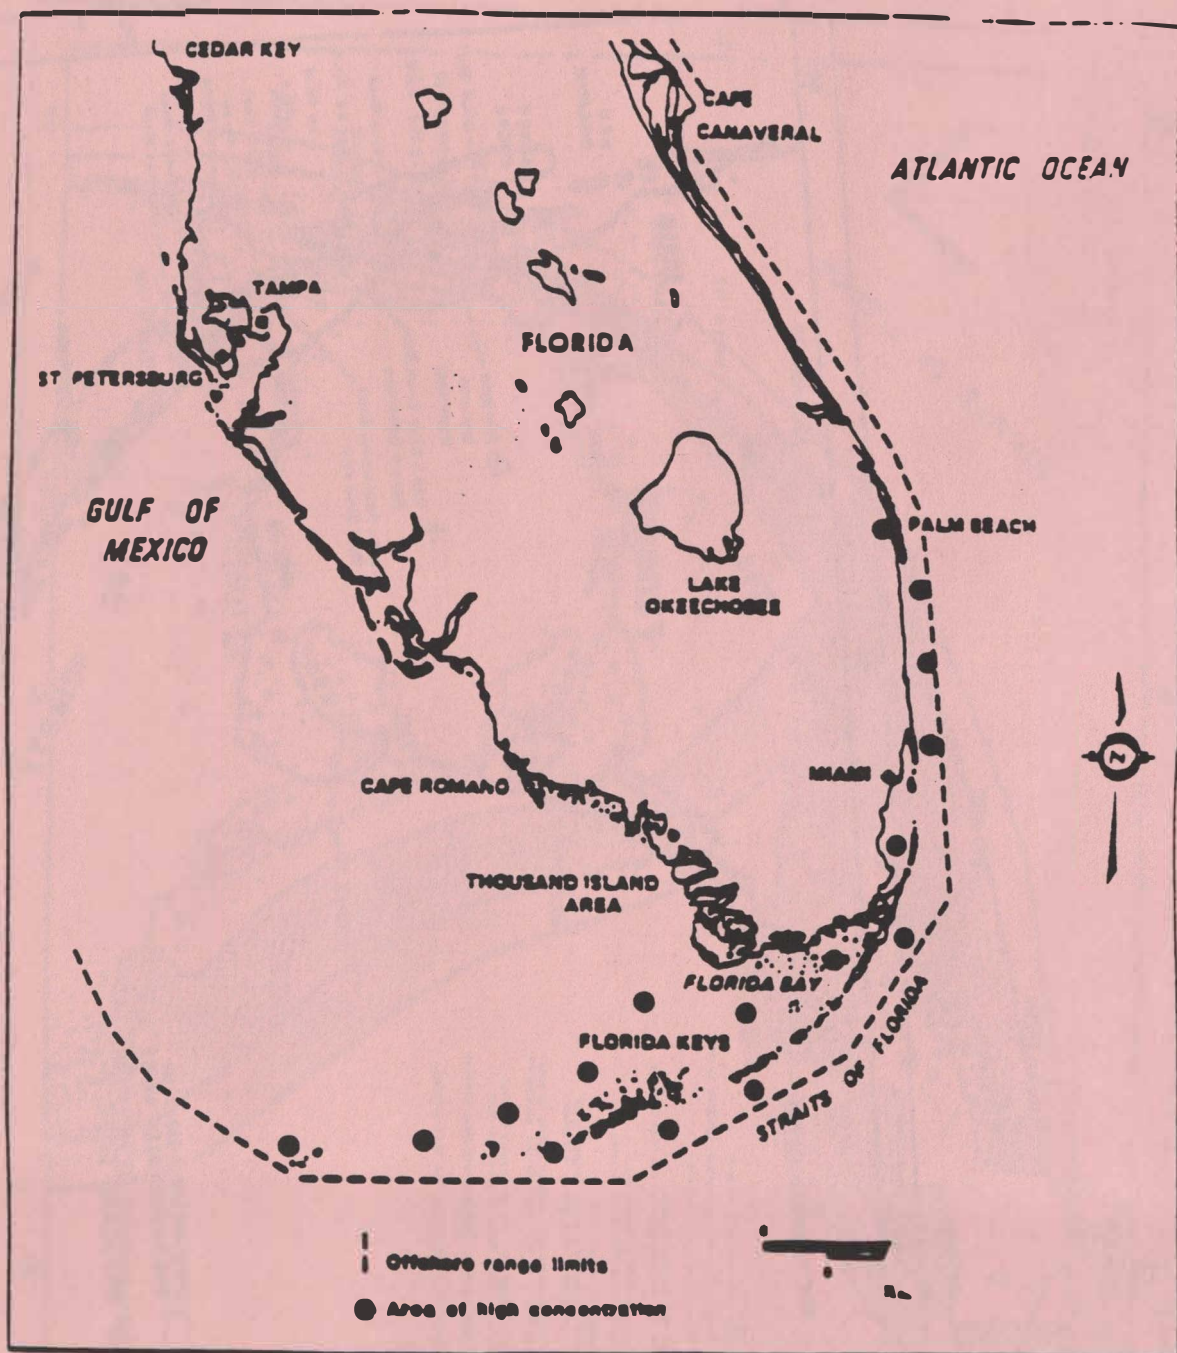 CEDAR KEY
CAPE
CANAVERAL
ATLANTIC OCEAN
TAMPA
FLORIDA
ST PETERSBURG
GULF OF
MEXICO
PALM BEACH
LAKE
OKEECHOBEE
MIAMI
CAPE ROMANO
THOUSAND ISLAND
AREA
FLORIDA BAY
FLORIDA KEYS
STRAITS OF FLORIDA
N
Offshore range limits
Area of high concentration